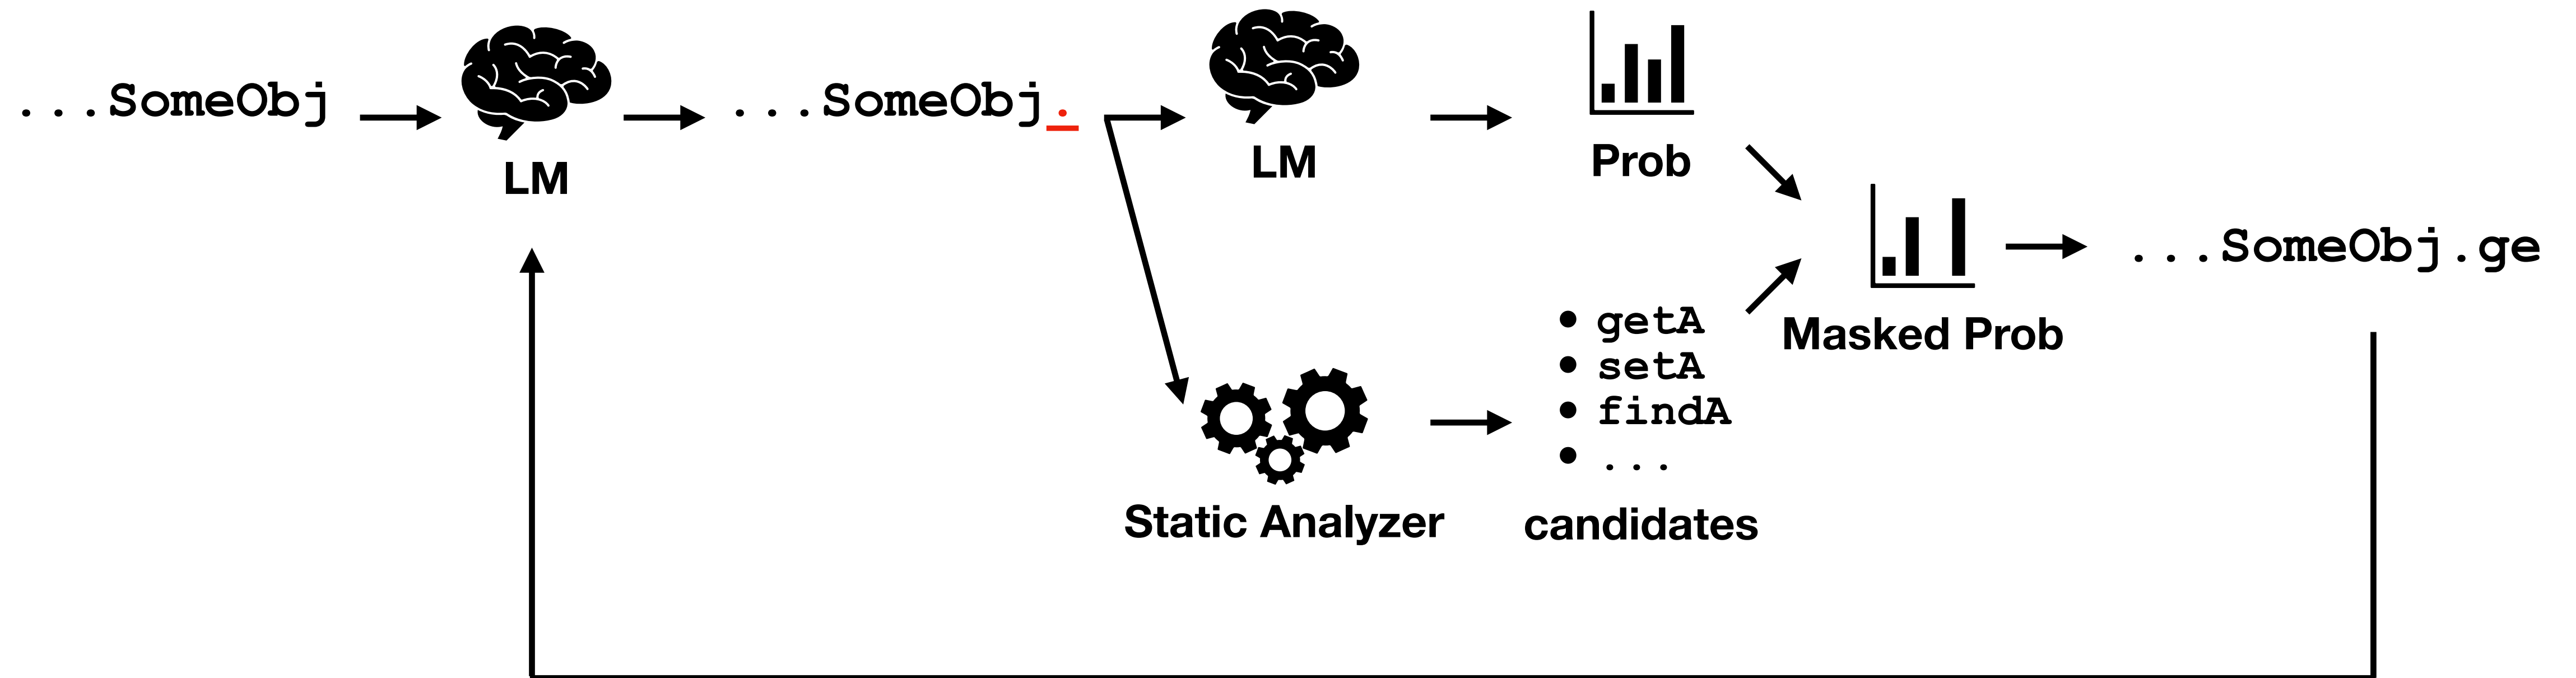 ...SomeObj
LM
...SomeObj.
LM
Prob
Static Analyzer
• getA
• setA
• findA
• ...
candidates
Masked Prob
...SomeObj.ge